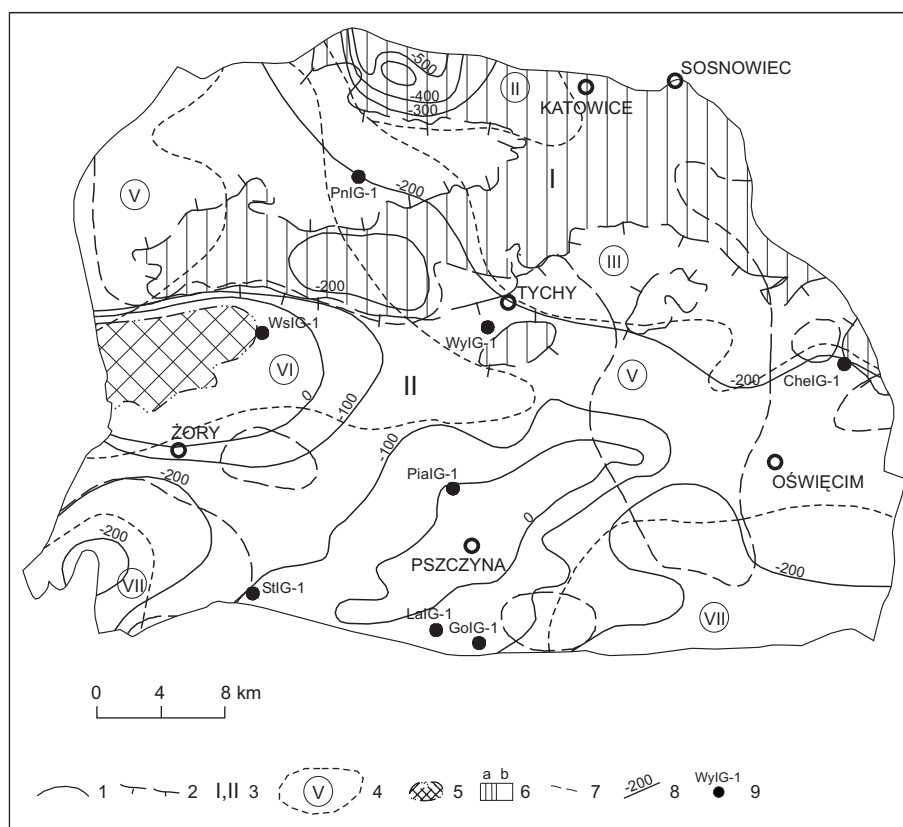 -500
SOSNOWIEC
II
-400
KATOWICE
-300
I
PnIG-1
-200
V
III
-200
TYCHY
WsIG-1
WyIG-1
VI
V
-200
CheIG-1
II
0
-100
ŻORY
-100
PiaIG-1
OŚWIĘCIM
-200
0
-200
PSZCZYNA
-200
VII
StIG-1
LaIG-1
VII
GoIG-1
0 4 8 km
a b
WyIG-1
1 2 I,II 3 V 4 5 6 7 -200 8 9